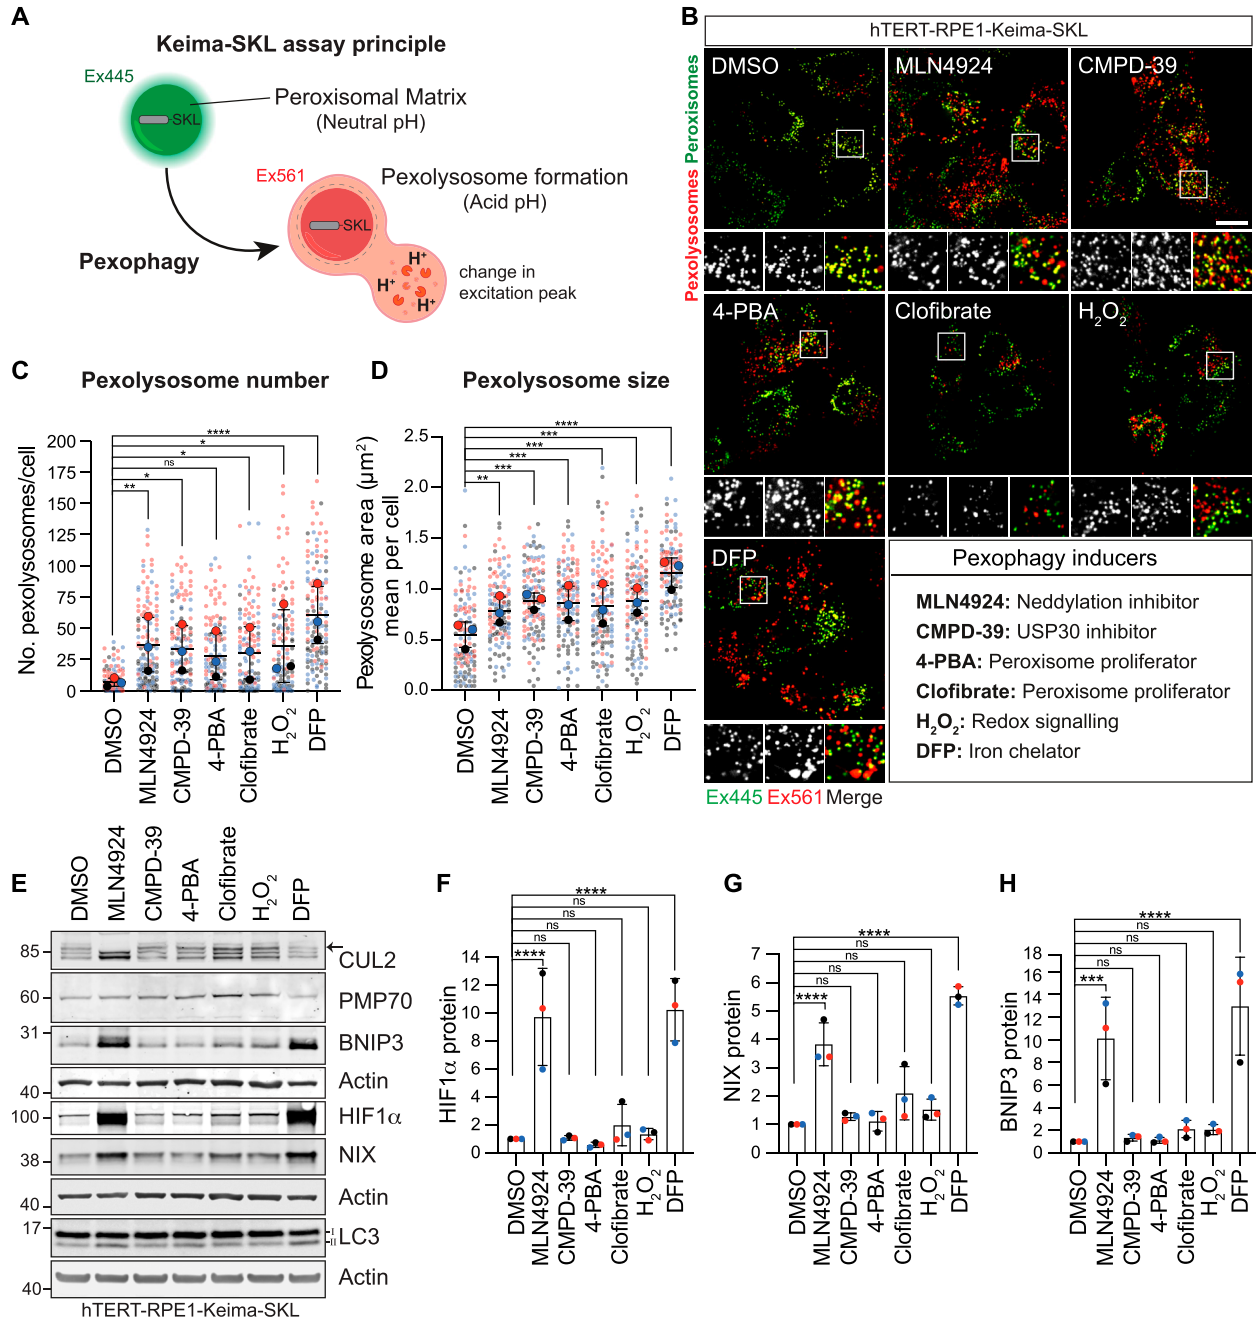 A
Keima-SKL assay principle
Ex445
SKL
Peroxisomal Matrix
(Neutral pH)
Ex561
SKL
Pexolysosome formation
(Acid pH)
Pexophagy
H+
H+
H+
change in
excitation peak
B
hTERT-RPE1-Keima-SKL
Pexolysosomes Peroxisomes
DMSO
MLN4924
CMPD-39
4-PBA
Clofibrate
H2O2
DFP
Ex445 Ex561 Merge
Pexophagy inducers
MLN4924: Neddylation inhibitor
CMPD-39: USP30 inhibitor
4-PBA: Peroxisome proliferator
Clofibrate: Peroxisome proliferator
H2O2: Redox signalling
DFP: Iron chelator
C
Pexolysosome number
No. pexolysosomes/cell
200
175
150
125
100
75
50
25
0
****
*
*
ns
*
**
DMSO
MLN4924
CMPD-39
4-PBA
Clofibrate
H2O2
DFP
D
Pexolysosome size
Pexolysosome area (µm2)
mean per cell
2.5
2.0
1.5
1.0
0.5
0.0
****
***
***
***
***
**
DMSO
MLN4924
CMPD-39
4-PBA
Clofibrate
H2O2
DFP
E
DMSO
MLN4924
CMPD-39
4-PBA
Clofibrate
H2O2
DFP
85
CUL2
60
PMP70
31
BNIP3
40
Actin
100
HIF1α
38
NIX
40
Actin
17
I
II
LC3
40
Actin
hTERT-RPE1-Keima-SKL
F
HIF1α protein
14
12
10
8
6
4
2
0
****
ns
ns
ns
ns
****
DMSO
MLN4924
CMPD-39
4-PBA
Clofibrate
H2O2
DFP
G
NIX protein
7
6
5
4
3
2
1
0
****
ns
ns
ns
ns
****
DMSO
MLN4924
CMPD-39
4-PBA
Clofibrate
H2O2
DFP
H
BNIP3 protein
18
16
14
12
10
8
6
4
2
0
****
ns
ns
ns
ns
***
DMSO
MLN4924
CMPD-39
4-PBA
Clofibrate
H2O2
DFP